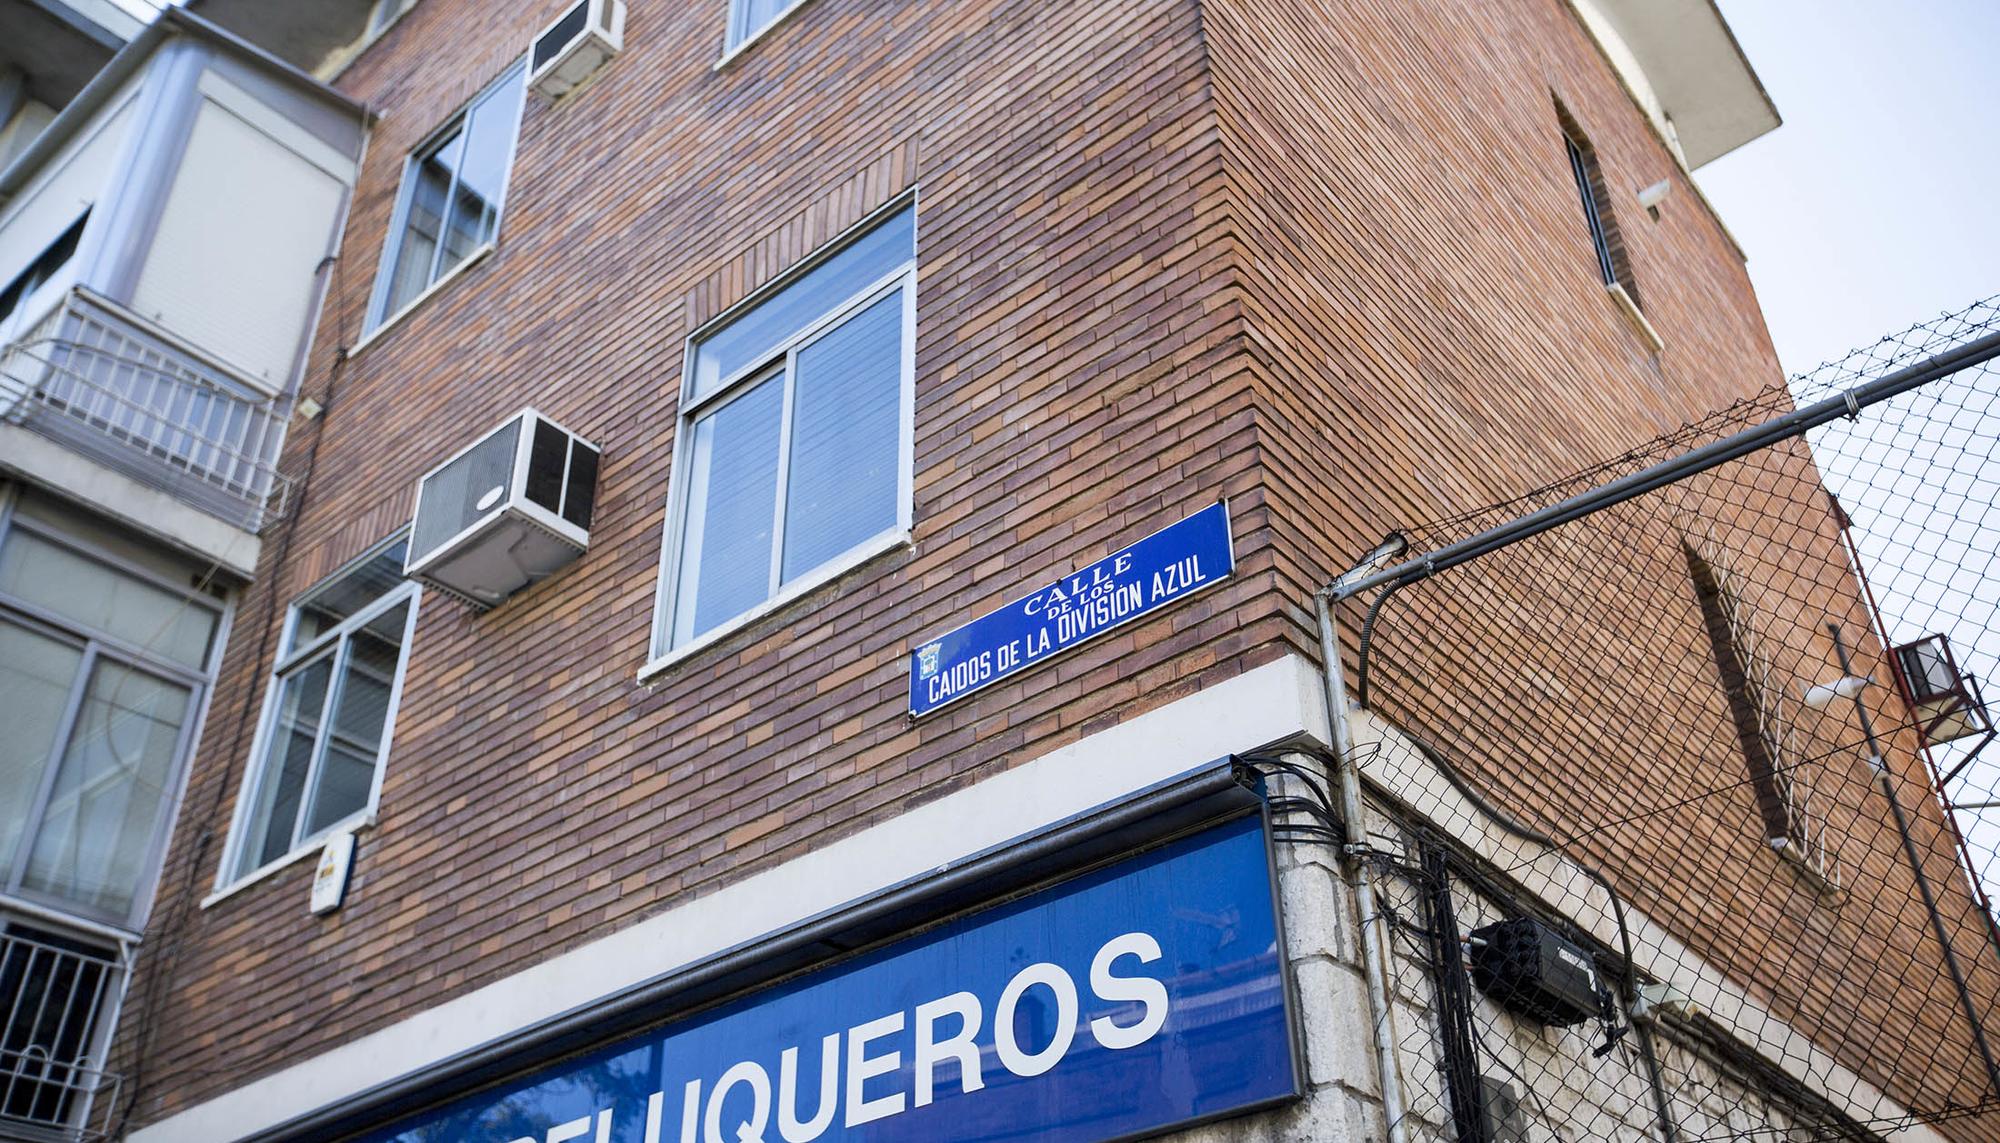 CALLE
DE LOS
CAIDOS DE LA DIVISIÓN AZUL
PELUQUEROS